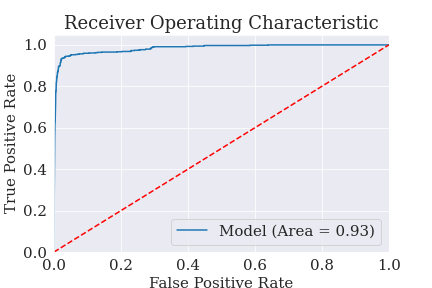 Receiver Operating Characteristic
True Positive Rate
1.0
0.8
0.6
0.4
0.2
0.0
Model (Area = 0.93)
0.0 0.2 0.4 0.6 0.8 1.0
False Positive Rate